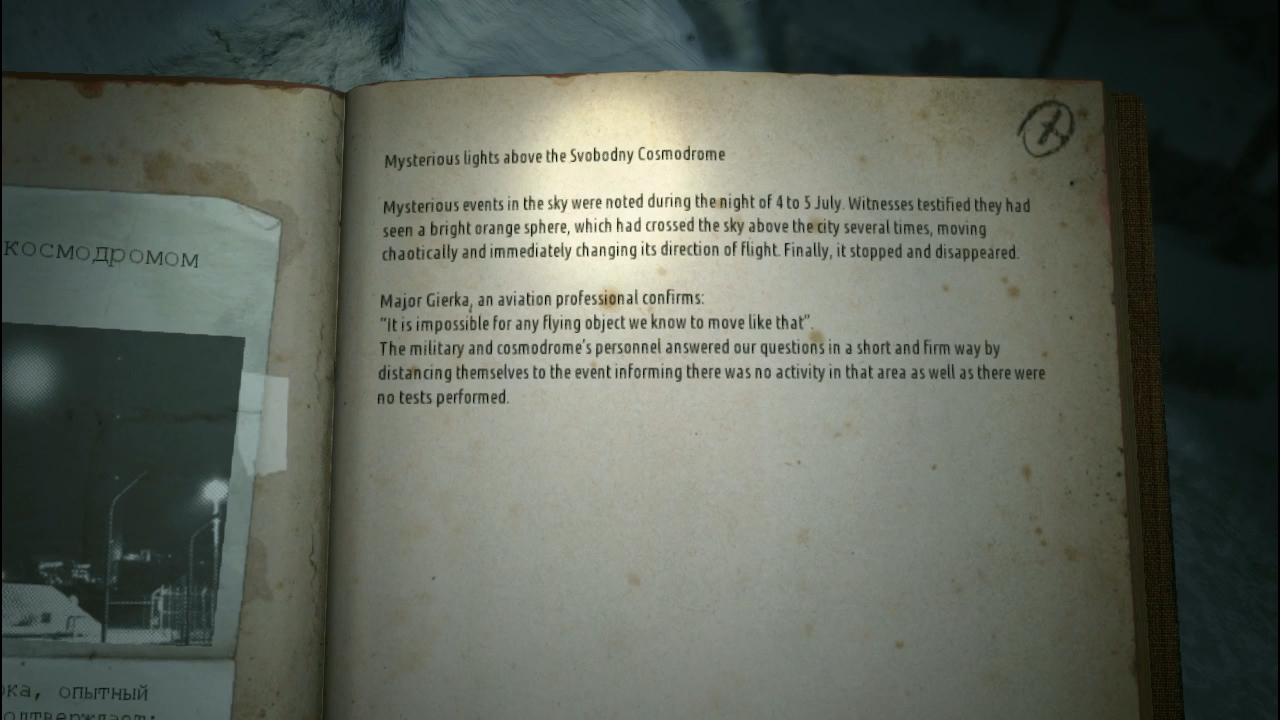 космодромом
опытный
Mysterious lights above the Svobodny Cosmodrome
Mysterious events in the sky were noted during the night of 4 to 5 July. Witnesses testified they had
seen a bright orange sphere, which had crossed the sky above the city several times, moving
chaotically and immediately changing its direction of flight. Finally, it stopped and disappeared.
Major Gierka, an aviation professional confirms:
“It is impossible for any flying object we know to move like that”.
The military and cosmodrome's personnel answered our questions in a short and firm way by
distancing themselves to the event informing there was no activity in that area as well as there were
no tests performed.